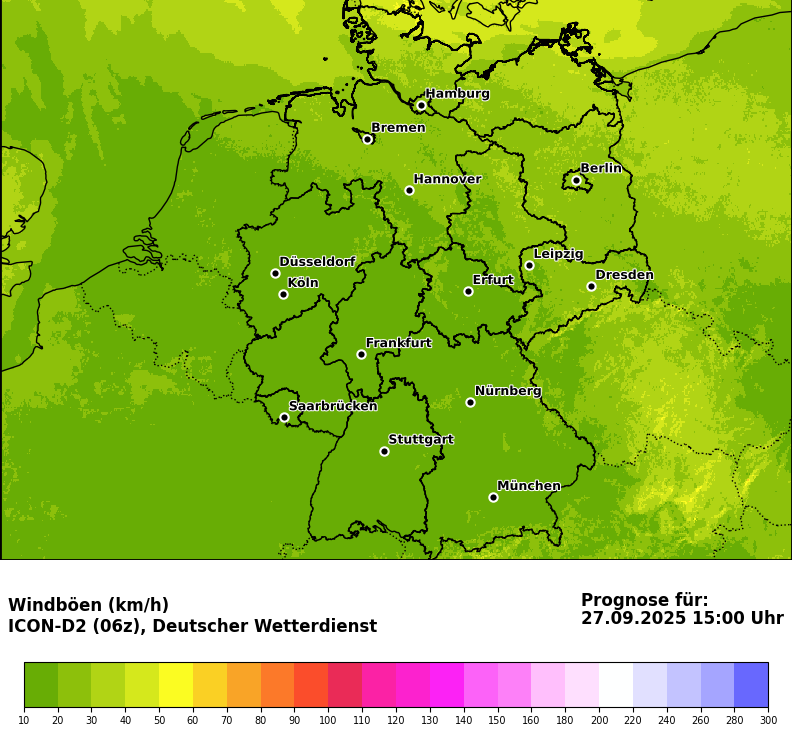 Hamburg
Bremen
Hannover
Berlin
Düsseldorf
Köln
Leipzig
Erfurt
Dresden
Frankfurt
Nürnberg
Saarbrücken
Stuttgart
München
Windböen (km/h)
ICON-D2 (06z), Deutscher Wetterdienst
Prognose für:
27.09.2025 15:00 Uhr
10 20 30 40 50 60 70 80 90 100 110 120 130 140 150 160 180 200 220 240 260 280 300